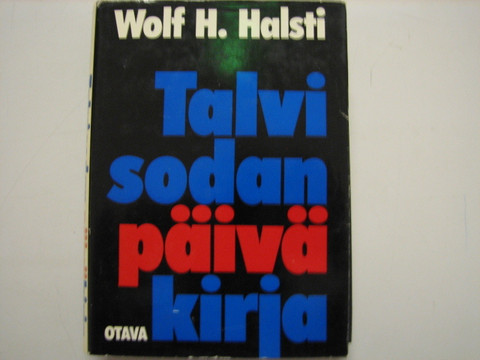 Wolf H. Halsti
Talvi
sodan
päivä
kirja
OTAVA